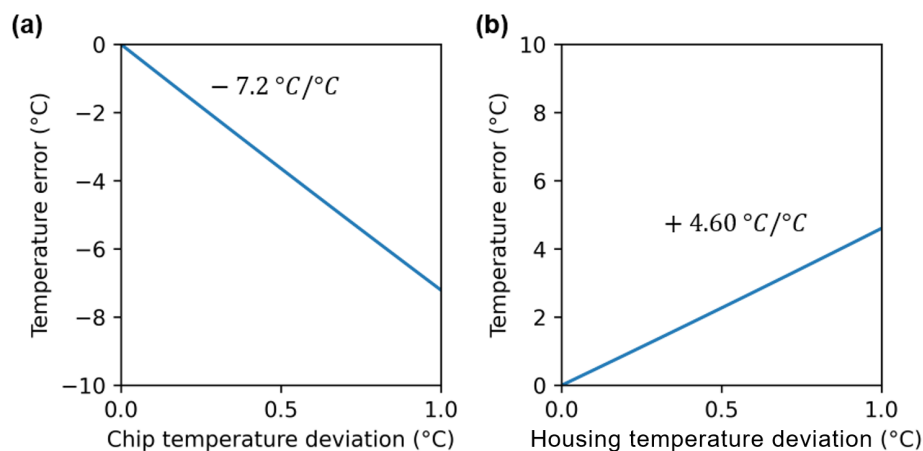 (a)
Temperature error (°C)
0
−2
−4
−6
−8
−10
− 7.2 °C/°C
0.0 0.5 1.0
Chip temperature deviation (°C)
(b)
Temperature error (°C)
10
8
6
4
2
0
+ 4.60 °C/°C
0.0 0.5 1.0
Housing temperature deviation (°C)